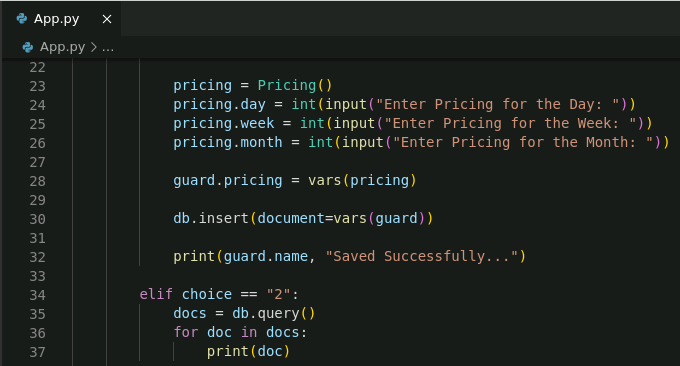 App.py ×
App.py > ...
22
23 pricing = Pricing()
24 pricing.day = int(input("Enter Pricing for the Day: "))
25 pricing.week = int(input("Enter Pricing for the Week: "))
26 pricing.month = int(input("Enter Pricing for the Month: "))
27
28 guard.pricing = vars(pricing)
29
30 db.insert(document=vars(guard))
31
32 print(guard.name, "Saved Successfully...")
33
34 elif choice == "2":
35 docs = db.query()
36 for doc in docs:
37 print(doc)